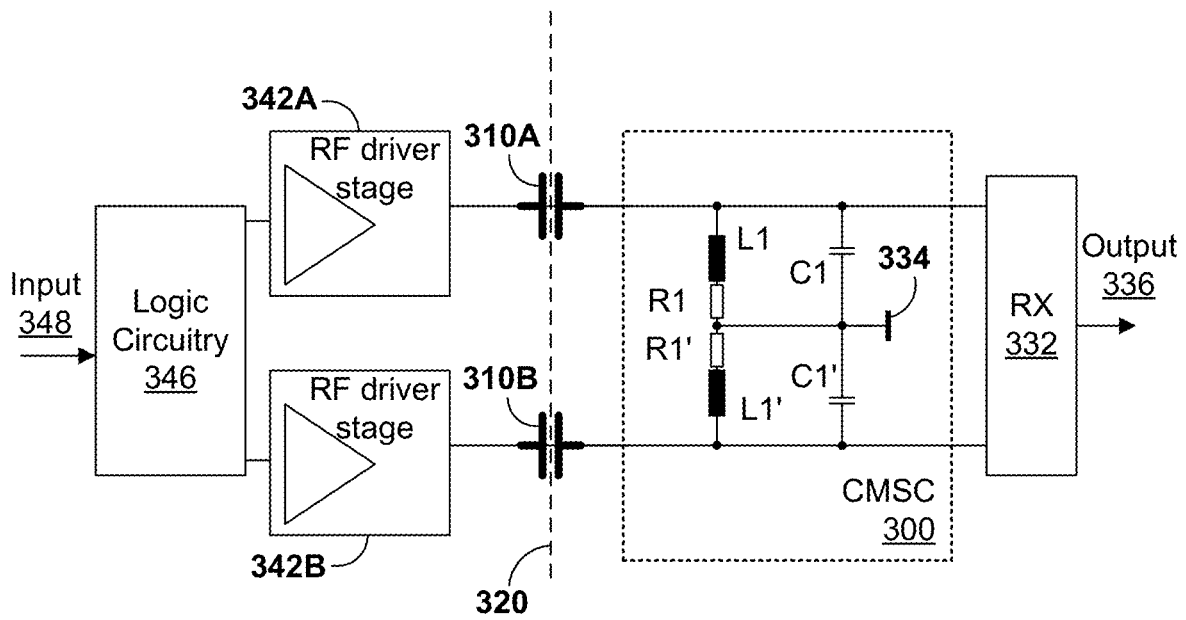 342A
RF driver
stage
310A
Input
348
Logic
Circuitry
346
L1
R1
C1
334
R1'
L1'
C1'
RX
332
Output
336
RF driver
stage
310B
342B
320
CMSC
300